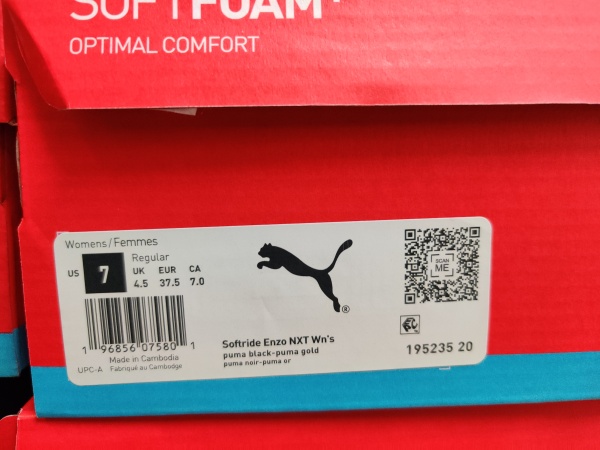 SOFTFOAM+
OPTIMAL COMFORT
Womens/Femmes
Regular
US 7 UK EUR CA
4.5 37.5 7.0
1 96856 07580 1
Made in Cambodia
UPC-A Fabriqué au Cambodge
®
Softride Enzo NXT Wn's
puma black-puma gold
puma noir-puma or
SCAN
ME
195235 20